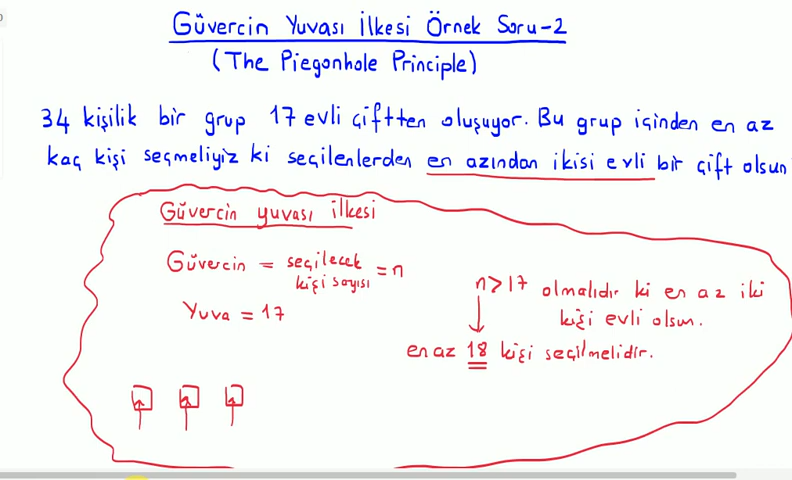 Güvercin Yuvası İlkesi Örnek Soru-2
(The Piegonhole Principle)
34 kişilik bir grup 17 evli çiftten oluşuyor. Bu grup içinden en az
kaç kişi seçmeliyiz ki seçilenlerden en azından ikisi evli bir çift olsun
Güvercin yuvası ilkesi
Güvercin = seçilecek kişi sayısı = n
Yuva = 17
n>17 olmalıdır ki en az iki
kişi evli olsun.
en az 18 kişi seçilmelidir.